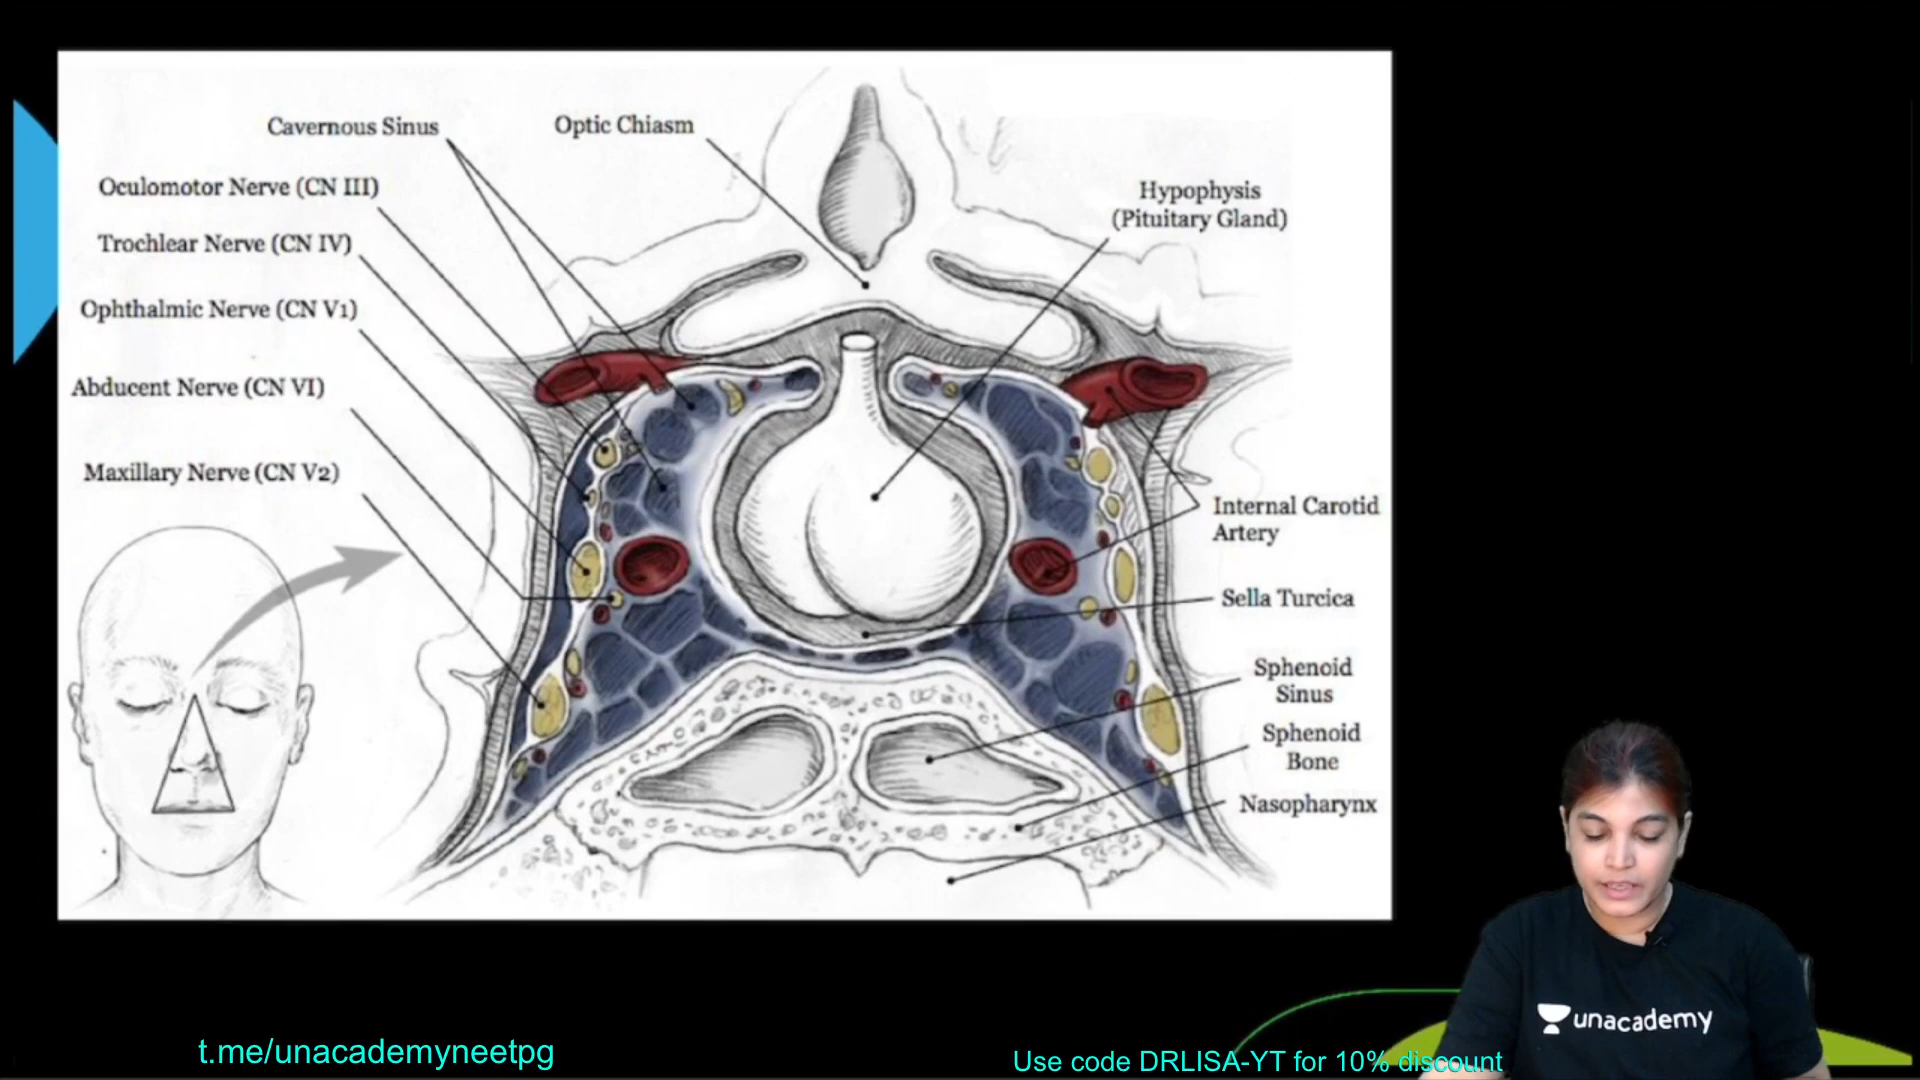 Cavernous Sinus
Optic Chiasm
Oculomotor Nerve (CN III)
Trochlear Nerve (CN IV)
Ophthalmic Nerve (CN V1)
Abducent Nerve (CN VI)
Maxillary Nerve (CN V2)
Hypophysis
(Pituitary Gland)
Internal Carotid
Artery
Sella Turcica
Sphenoid
Sinus
Sphenoid
Bone
Nasopharynx
unacademy
t.me/unacademyneetpg
Use code DRLISA-YT for 10% discount